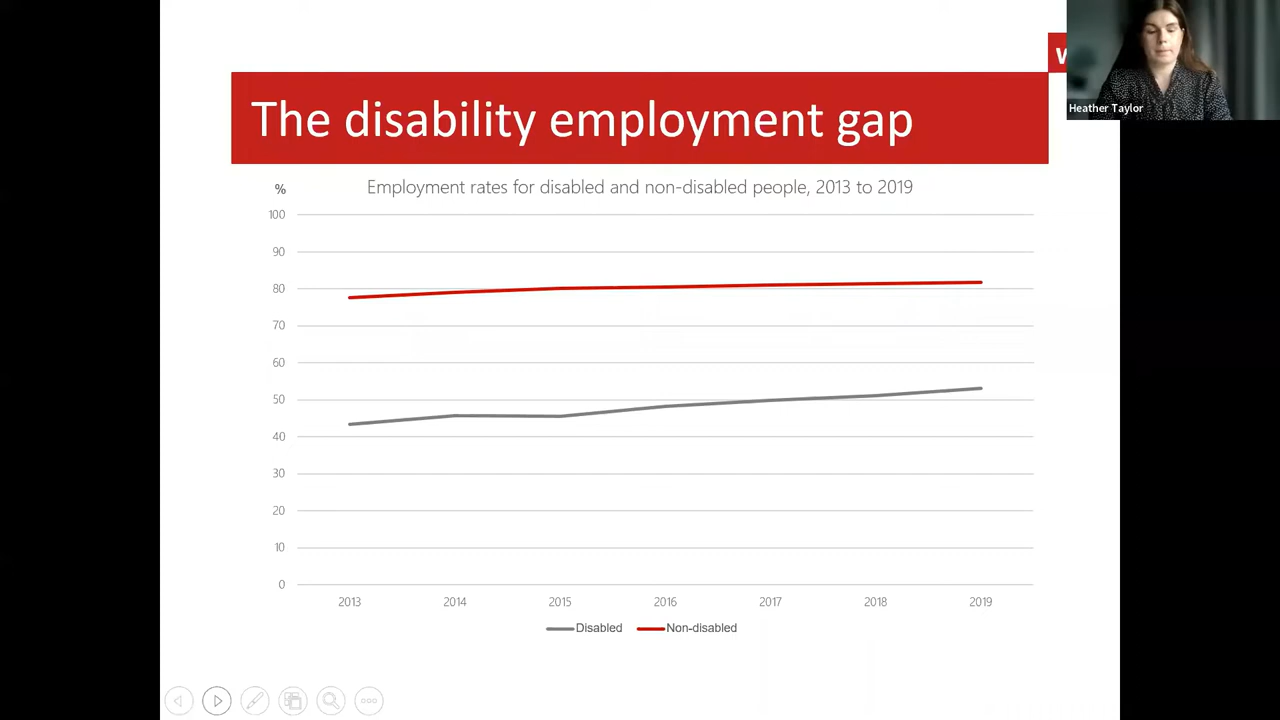 W
Heather Taylor
The disability employment gap
%
Employment rates for disabled and non-disabled people, 2013 to 2019
100
90
80
70
60
50
40
30
20
10
0
2013 2014 2015 2016 2017 2018 2019
Disabled Non-disabled